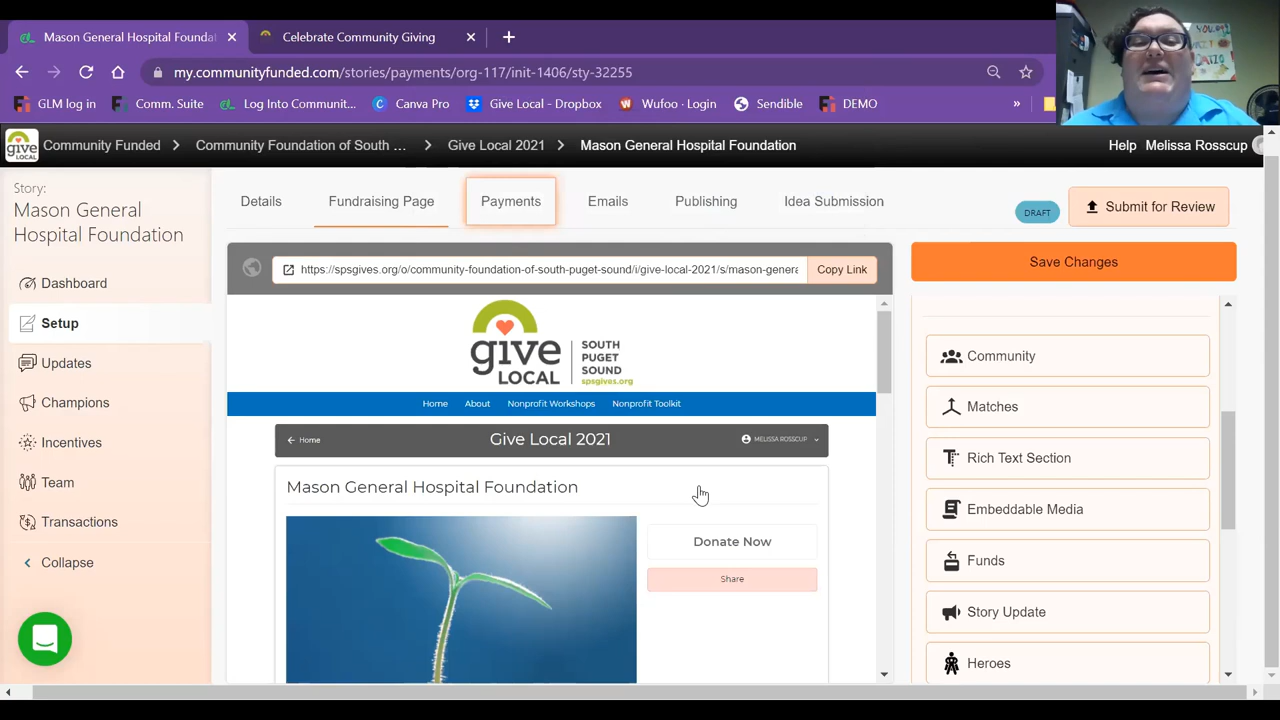 Mason General Hospital Foundat
Celebrate Community Giving
my.communityfunded.com/stories/payments/org-117/init-1406/sty-32255
GLM log in
Comm. Suite
Log Into Communit...
Canva Pro
Give Local - Dropbox
Wufoo · Login
Sendible
DEMO
»
give LOCAL
Community Funded
Community Foundation of South ...
Give Local 2021
Mason General Hospital Foundation
Help
Melissa Rosscup
Story:
Mason General
Hospital Foundation
Dashboard
Setup
Updates
Champions
Incentives
Team
Transactions
Collapse
Details
Fundraising Page
Payments
Emails
Publishing
Idea Submission
DRAFT
Submit for Review
https://spsgives.org/o/community-foundation-of-south-puget-sound/i/give-local-2021/s/mason-genera
Copy Link
Save Changes
give
LOCAL
SOUTH
PUGET
SOUND
spsgives.org
Home
About
Nonprofit Workshops
Nonprofit Toolkit
Home
Give Local 2021
MELISSA ROSSCUP
Mason General Hospital Foundation
Donate Now
Share
Community
Matches
Rich Text Section
Embeddable Media
Funds
Story Update
Heroes